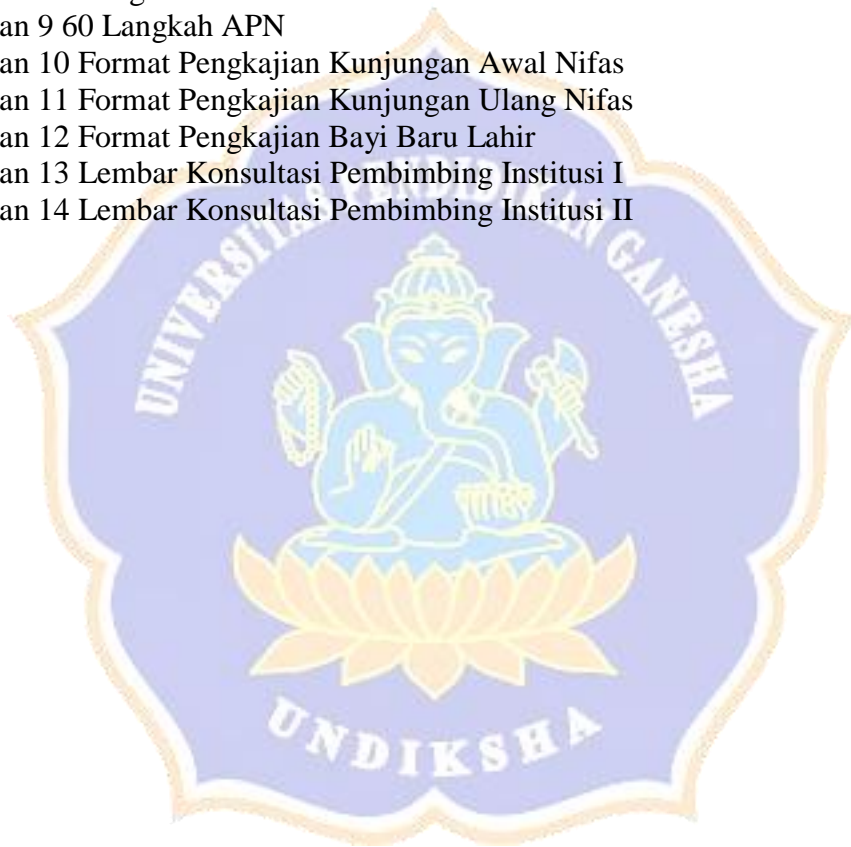 an 9 60 Langkah APN
an 10 Format Pengkajian Kunjungan Awal Nifas
an 11 Format Pengkajian Kunjungan Ulang Nifas
an 12 Format Pengkajian Bayi Baru Lahir
an 13 Lembar Konsultasi Pembimbing Institusi I
an 14 Lembar Konsultasi Pembimbing Institusi II
UNIVERSITAS PENDIDIKAN GANESHA
UNDIKSHA